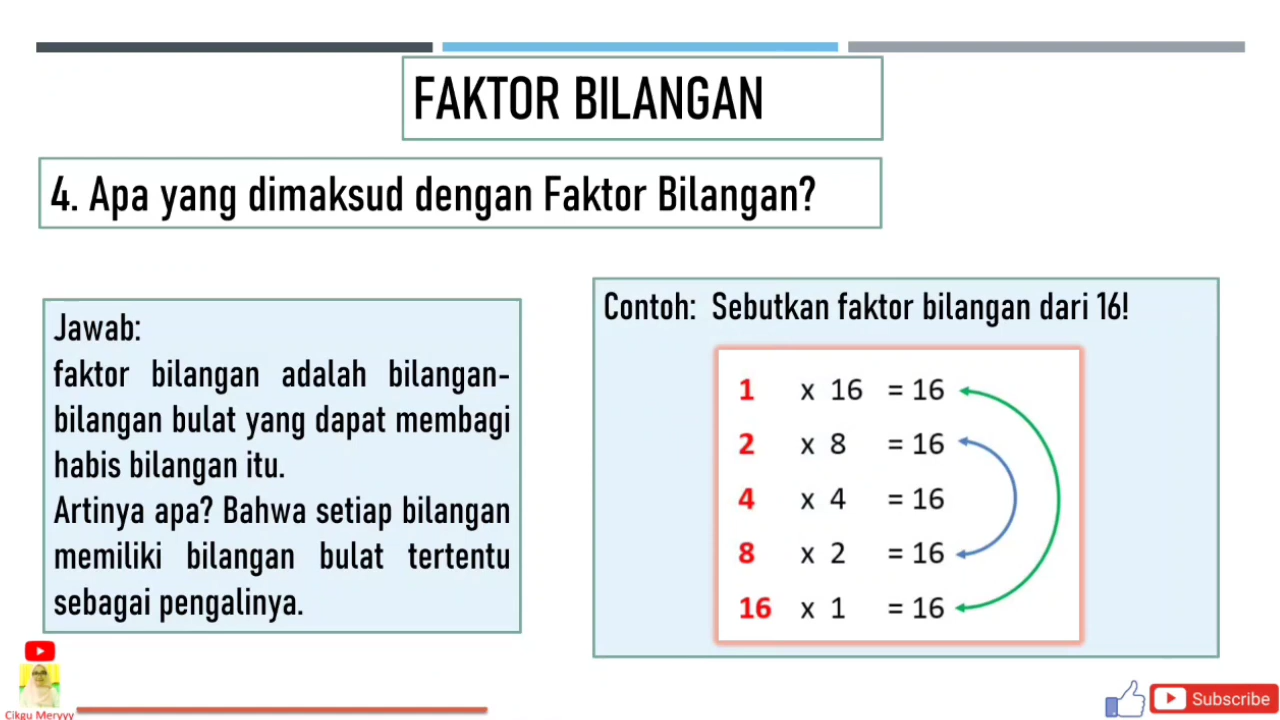 FAKTOR BILANGAN
4. Apa yang dimaksud dengan Faktor Bilangan?
Jawab:
faktor bilangan adalah bilangan-
bilangan bulat yang dapat membagi
habis bilangan itu.
Artinya apa? Bahwa setiap bilangan
memiliki bilangan bulat tertentu
sebagai pengalinya.
Contoh: Sebutkan faktor bilangan dari 16!
1 x 16 = 16
2 x 8 = 16
4 x 4 = 16
8 x 2 = 16
16 x 1 = 16
Cikgu Meryyy
Subscribe